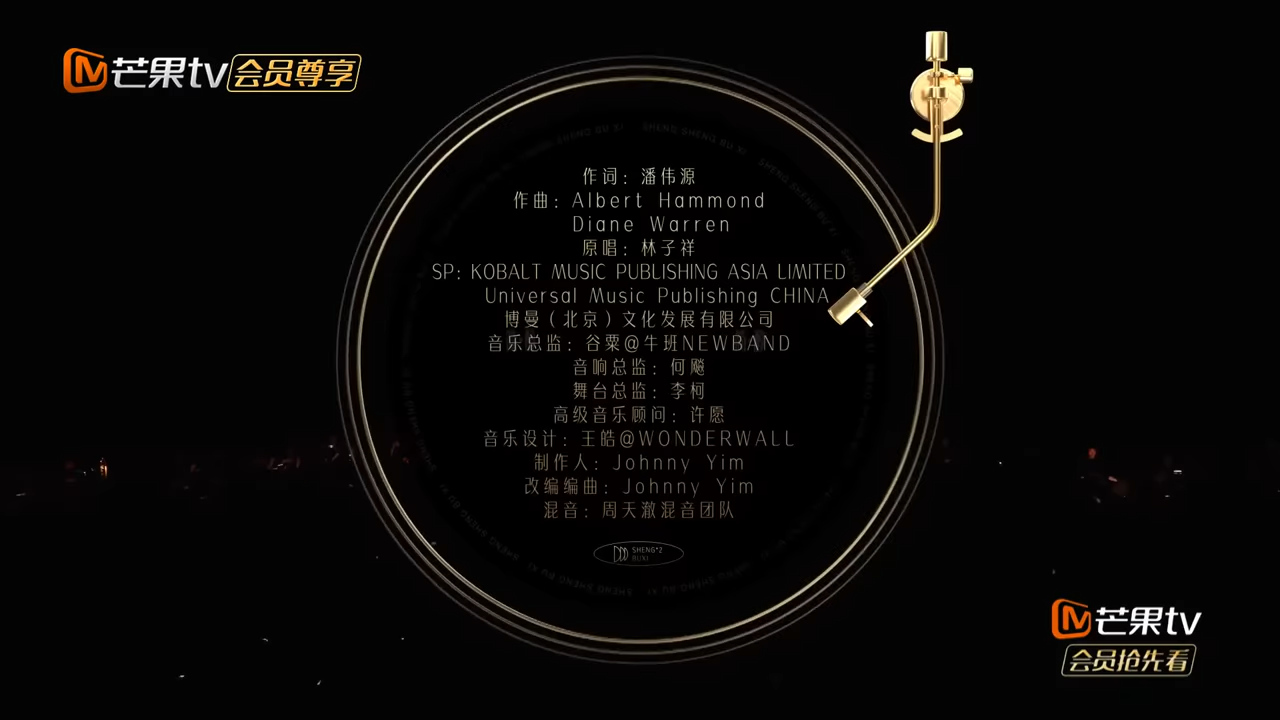 芒果tv会员尊享
作词：潘伟源
作曲：Albert Hammond
Diane Warren
原唱：林子祥
SP: KOBALT MUSIC PUBLISHING ASIA LIMITED
Universal Music Publishing CHINA
博曼（北京）文化发展有限公司
音乐总监：谷粟@牛班NEWBAND
音响总监：何飚
舞台总监：李柯
高级音乐顾问：许愿
音乐设计：王皓@WONDERWALL
制作人：Johnny Yim
改编编曲：Johnny Yim
混音：周天澈混音团队
SHENG*2
BUXI
芒果tv
会员抢先看